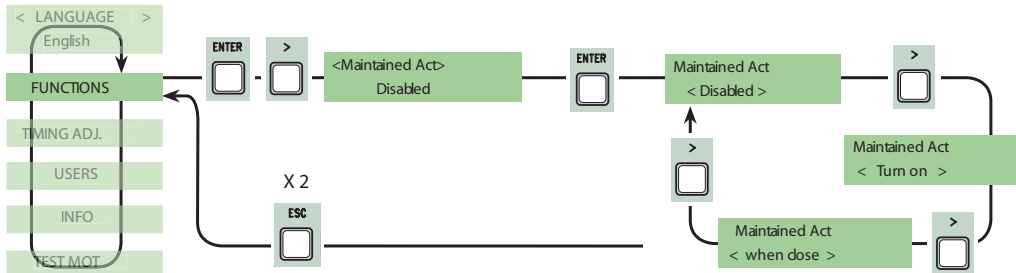 < LANGUAGE >
English
FUNCTIONS
TIMING ADJ.
USERS
INFO
TEST MOT
ENTER
>
<Maintained Act>
Disabled
ENTER
Maintained Act
< Disabled >
>
Maintained Act
< Turn on >
>
Maintained Act
< when dose >
>
X 2
ESC